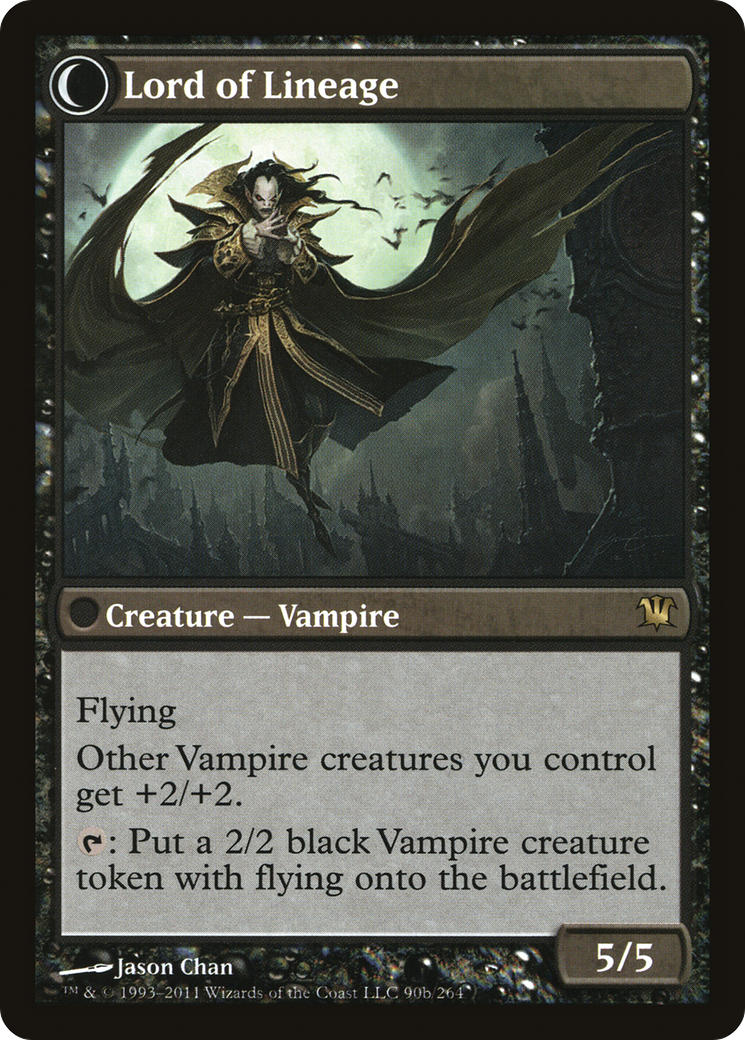 Lord of Lineage
Creature — Vampire
Flying
Other Vampire creatures you control
get +2/+2.
: Put a 2/2 black Vampire creature
token with flying onto the battlefield.
5/5
Jason Chan
™ & © 1993–2011 Wizards of the Coast LLC 90b/264